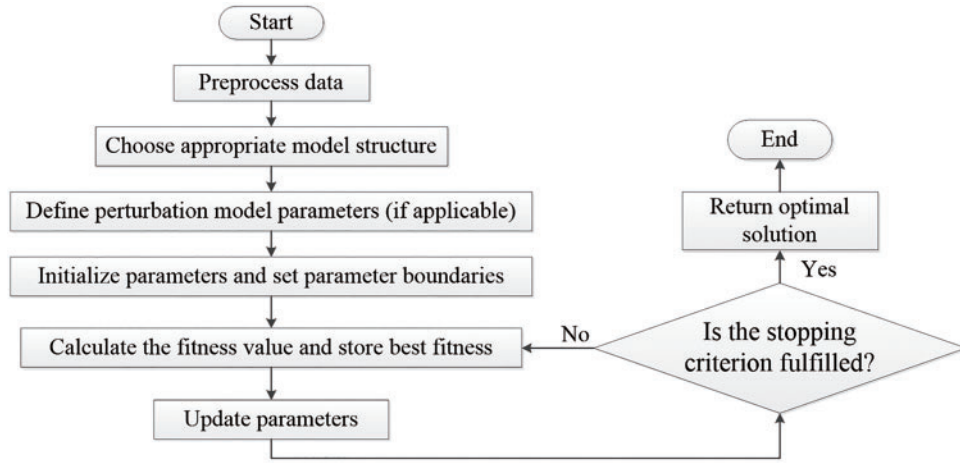 Start
Preprocess data
Choose appropriate model structure
Define perturbation model parameters (if applicable)
Initialize parameters and set parameter boundaries
Calculate the fitness value and store best fitness
Update parameters
No
Is the stopping
criterion fulfilled?
Yes
Return optimal
solution
End